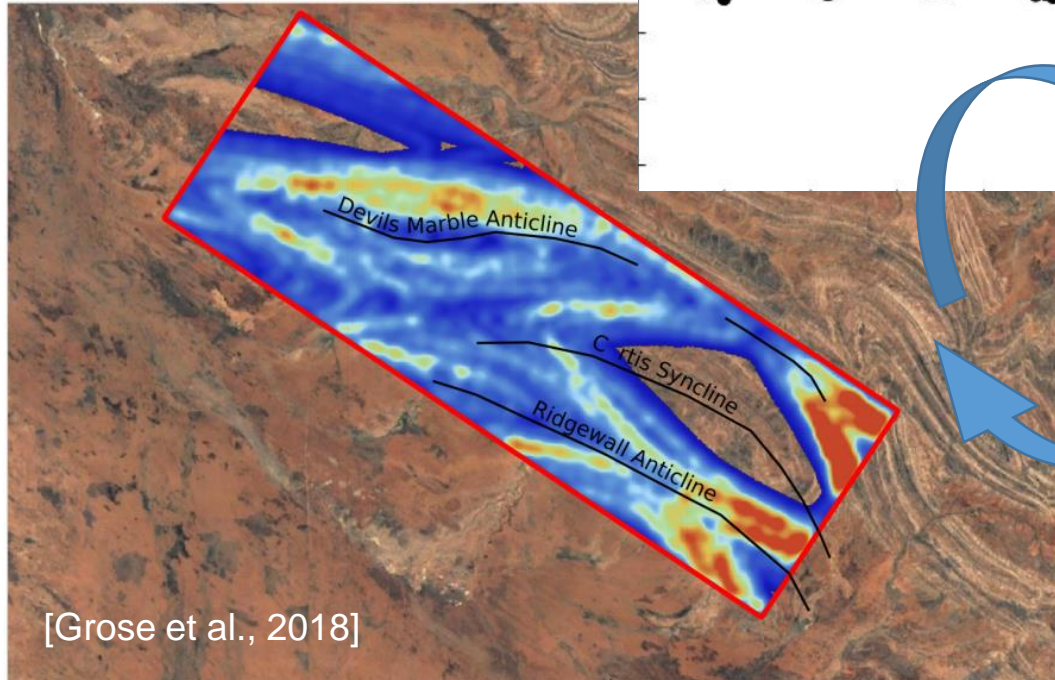 Devils Marble Anticline
C rtis Syncline
Ridgewall Anticline
[Grose et al., 2018]